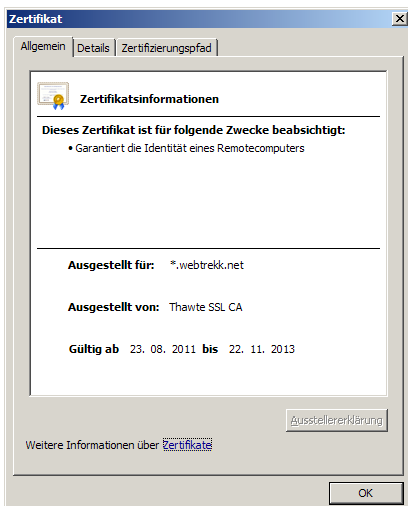 Zertifikat
Allgemein Details Zertifizierungspfad
Zertifikatsinformationen
Dieses Zertifikat ist für folgende Zwecke beabsichtigt:
• Garantiert die Identität eines Remotecomputers
Ausgestellt für: *.webtrekk.net
Ausgestellt von: Thawte SSL CA
Gültig ab 23. 08. 2011 bis 22. 11. 2013
Ausstellererklärung
Weitere Informationen über Zertifikate
OK